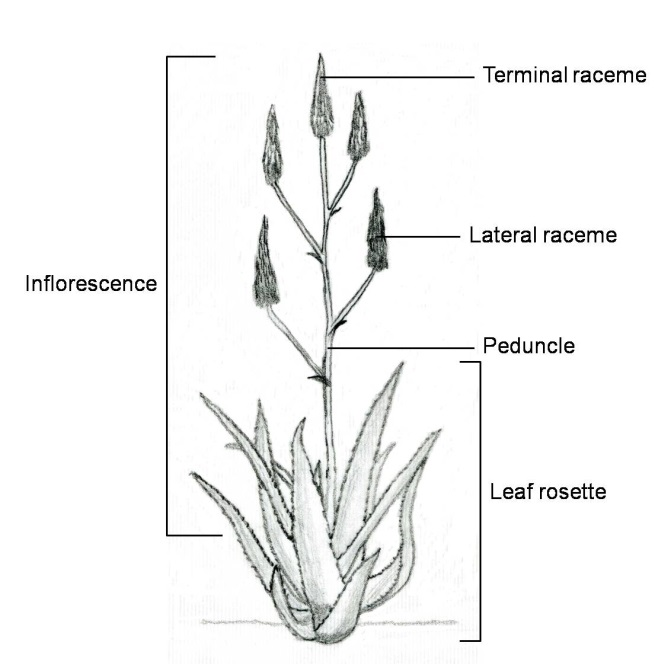 Terminal raceme
Lateral raceme
Inflorescence
Peduncle
Leaf rosette